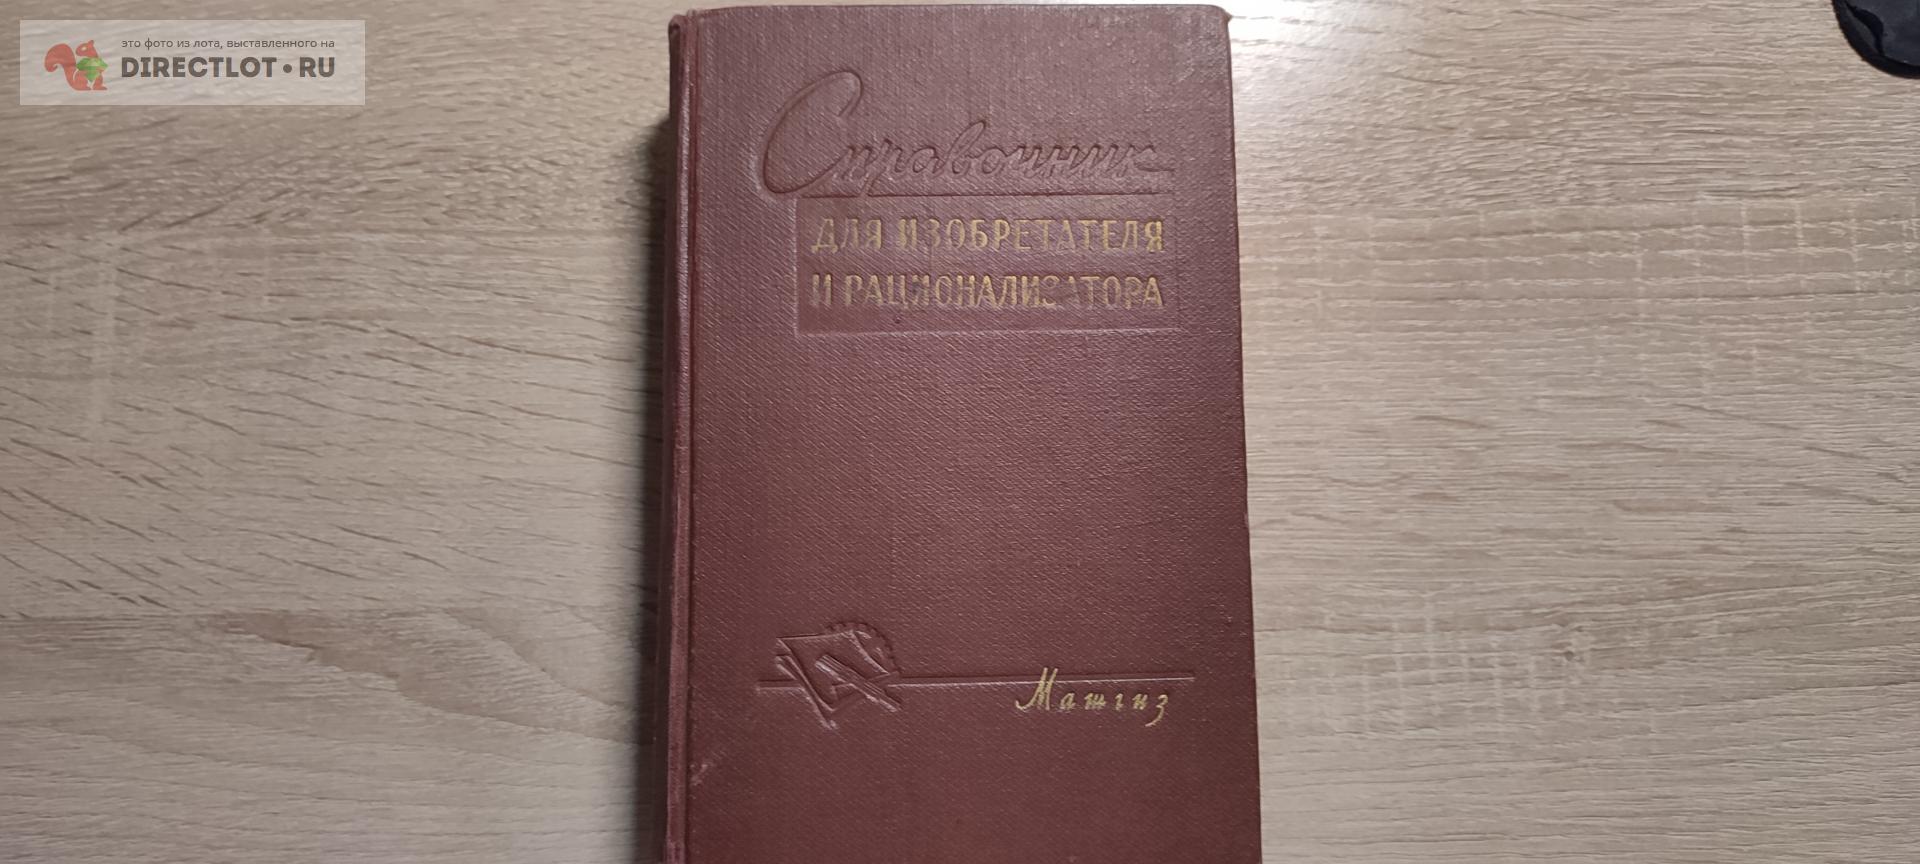 это фото из лота, выставленного на
DIRECTLOT.RU
Справочник
ДЛЯ ИЗОБРЕТАТЕЛЯ
И РАЦИОНАЛИЗАТОРА
Машгиз